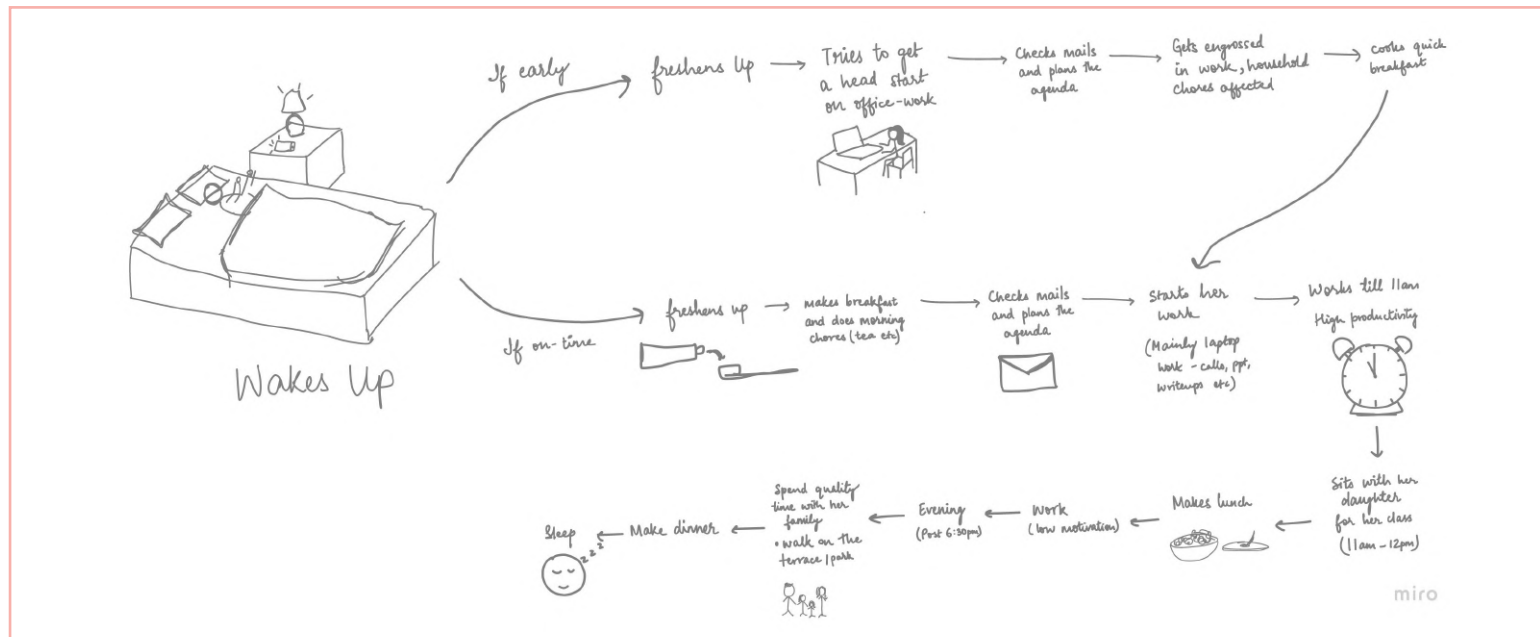 Wakes Up
If early
freshens Up
Tries to get
a head start
on office-work
Checks mails
and plans the
agenda
Gets engrossed
in work, household
chores affected
cooks quick
breakfast
If on-time
freshens up
makes breakfast
and does morning
chores (tea etc)
Checks mails
and plans the
agenda
Starts her
work
(Mainly laptop
work - calls, ppt,
writeups etc)
Works till 11am
High productivity
Sits with her
daughter
for her class
(11am - 12pm)
Makes lunch
Work
(low motivation)
Evening
(Post 6:30pm)
Spend quality
time with her
family
• walk on the
terrace/park
Make dinner
Sleep
z z z
miro